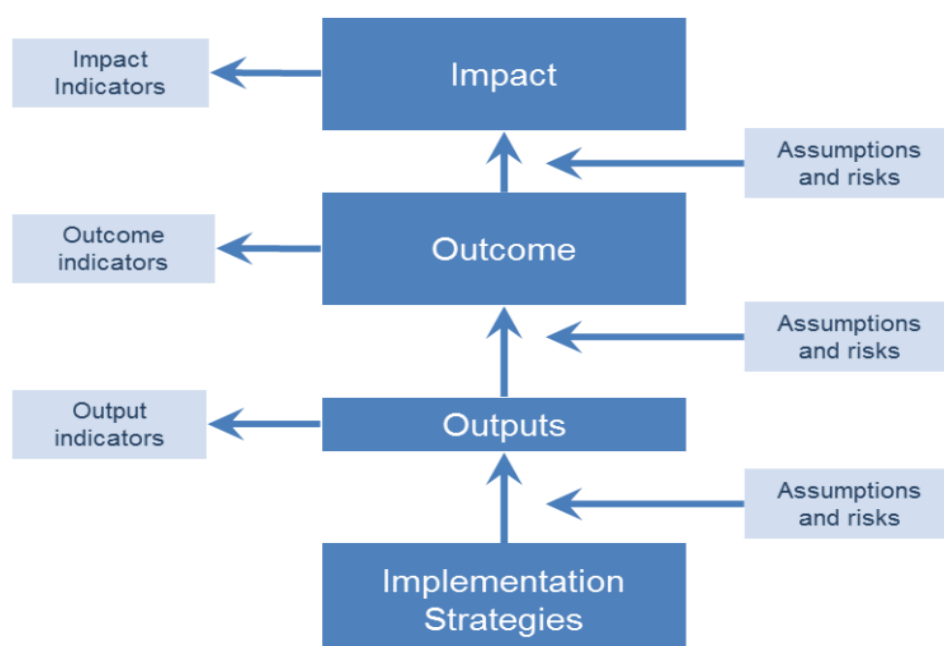 Impact
Indicators
Impact
Assumptions
and risks
Outcome
indicators
Outcome
Assumptions
and risks
Output
indicators
Outputs
Assumptions
and risks
Implementation
Strategies